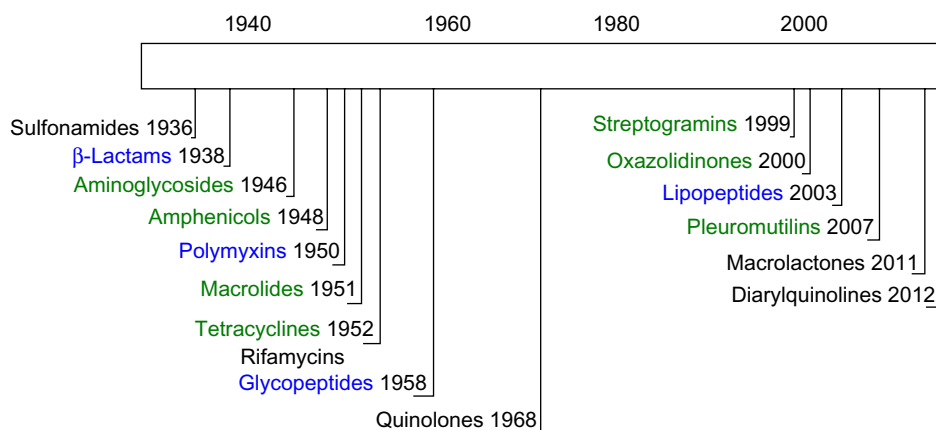 1940 1960 1980 2000
Sulfonamides 1936
β-Lactams 1938
Aminoglycosides 1946
Amphenicols 1948
Polymyxins 1950
Macrolides 1951
Tetracyclines 1952
Rifamycins
Glycopeptides 1958
Quinolones 1968
Streptogramins 1999
Oxazolidinones 2000
Lipopeptides 2003
Pleuromutilins 2007
Macrolactones 2011
Diarylquinolines 2012